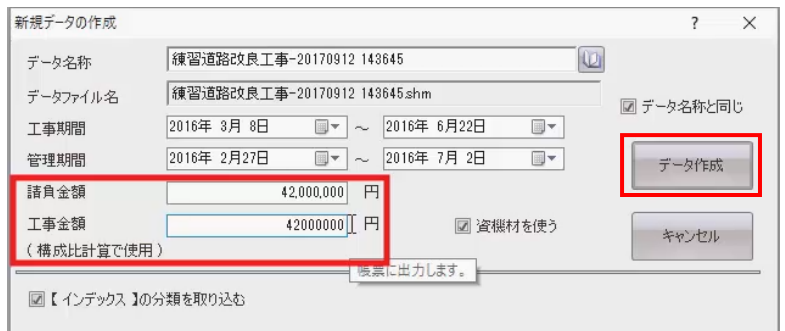 新規データの作成 ? ×
データ名称 練習道路改良工事-20170912 143645
データファイル名 練習道路改良工事-20170912 143645.shm データ名称と同じ
工事期間 2016年 3月 8日 ～ 2016年 6月22日
管理期間 2016年 2月27日 ～ 2016年 7月 2日 データ作成
請負金額 42,000,000 円
工事金額 42000000 円 資機材を使う キャンセル
(構成比計算で使用)
帳票に出力します。
【インデックス】の分類を取り込む